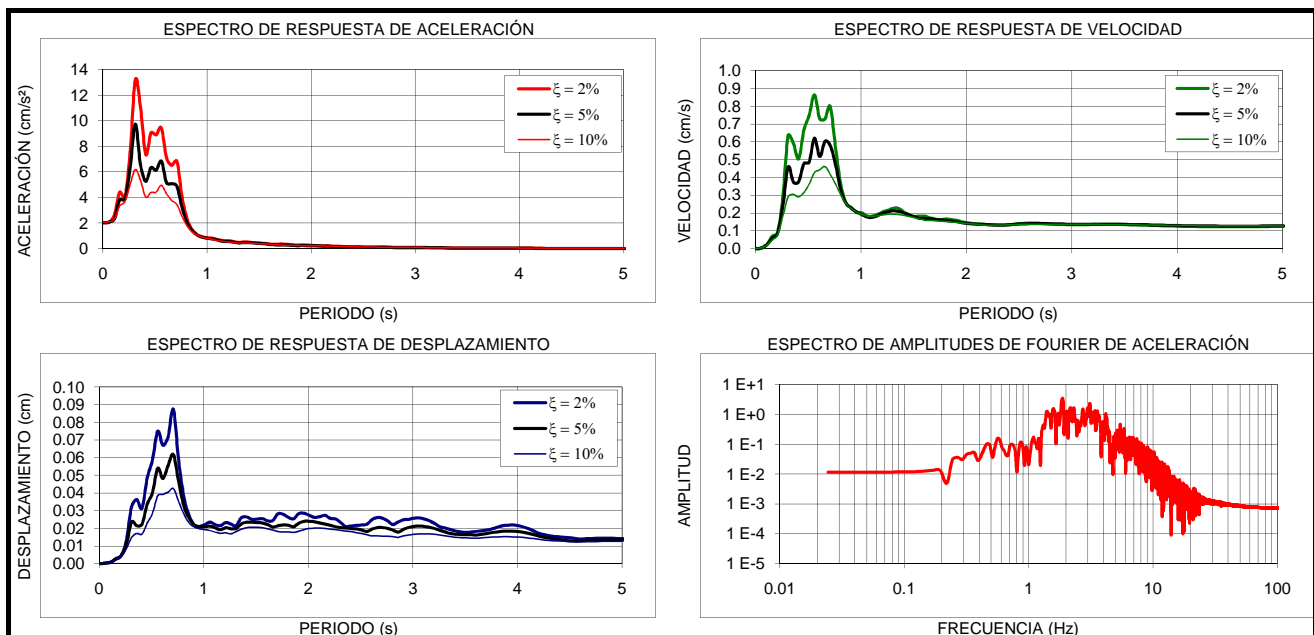 ESPECTRO DE RESPUESTA DE ACELERACIÓN
ACELERACIÓN (cm/s²)
14
12
10
8
6
4
2
0
ξ = 2%
ξ = 5%
ξ = 10%
0 1 2 3 4 5
PERIODO (s)
ESPECTRO DE RESPUESTA DE VELOCIDAD
VELOCIDAD (cm/s)
1.0
0.9
0.8
0.7
0.6
0.5
0.4
0.3
0.2
0.1
0.0
ξ = 2%
ξ = 5%
ξ = 10%
0 1 2 3 4 5
PERIODO (s)
ESPECTRO DE RESPUESTA DE DESPLAZAMIENTO
DESPLAZAMIENTO (cm)
0.10
0.09
0.08
0.07
0.06
0.05
0.04
0.03
0.02
0.01
0.00
ξ = 2%
ξ = 5%
ξ = 10%
0 1 2 3 4 5
PERIODO (s)
ESPECTRO DE AMPLITUDES DE FOURIER DE ACELERACIÓN
AMPLITUD
1 E+1
1 E+0
1 E-1
1 E-2
1 E-3
1 E-4
1 E-5
0.01 0.1 1 10 100
FRECUENCIA (Hz)